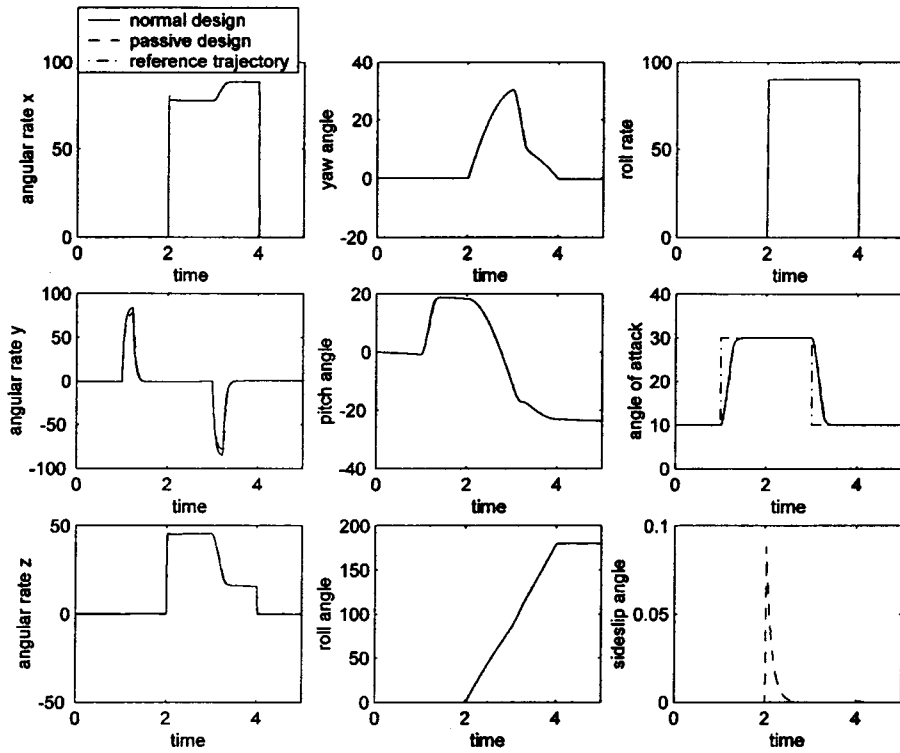 normal design
passive design
reference trajectory
100
50
0
0
2
4
angular rate x
time
40
20
0
-20
0
2
4
yaw angle
time
100
50
0
0
2
4
roll rate
time
100
50
0
-50
-100
0
2
4
angular rate y
time
20
0
-20
-40
0
2
4
pitch angle
time
40
30
20
10
0
0
2
4
angle of attack
time
50
0
-50
0
2
4
angular rate z
time
200
150
100
50
0
0
2
4
roll angle
time
0.1
0.05
0
0
2
4
sideslip angle
time